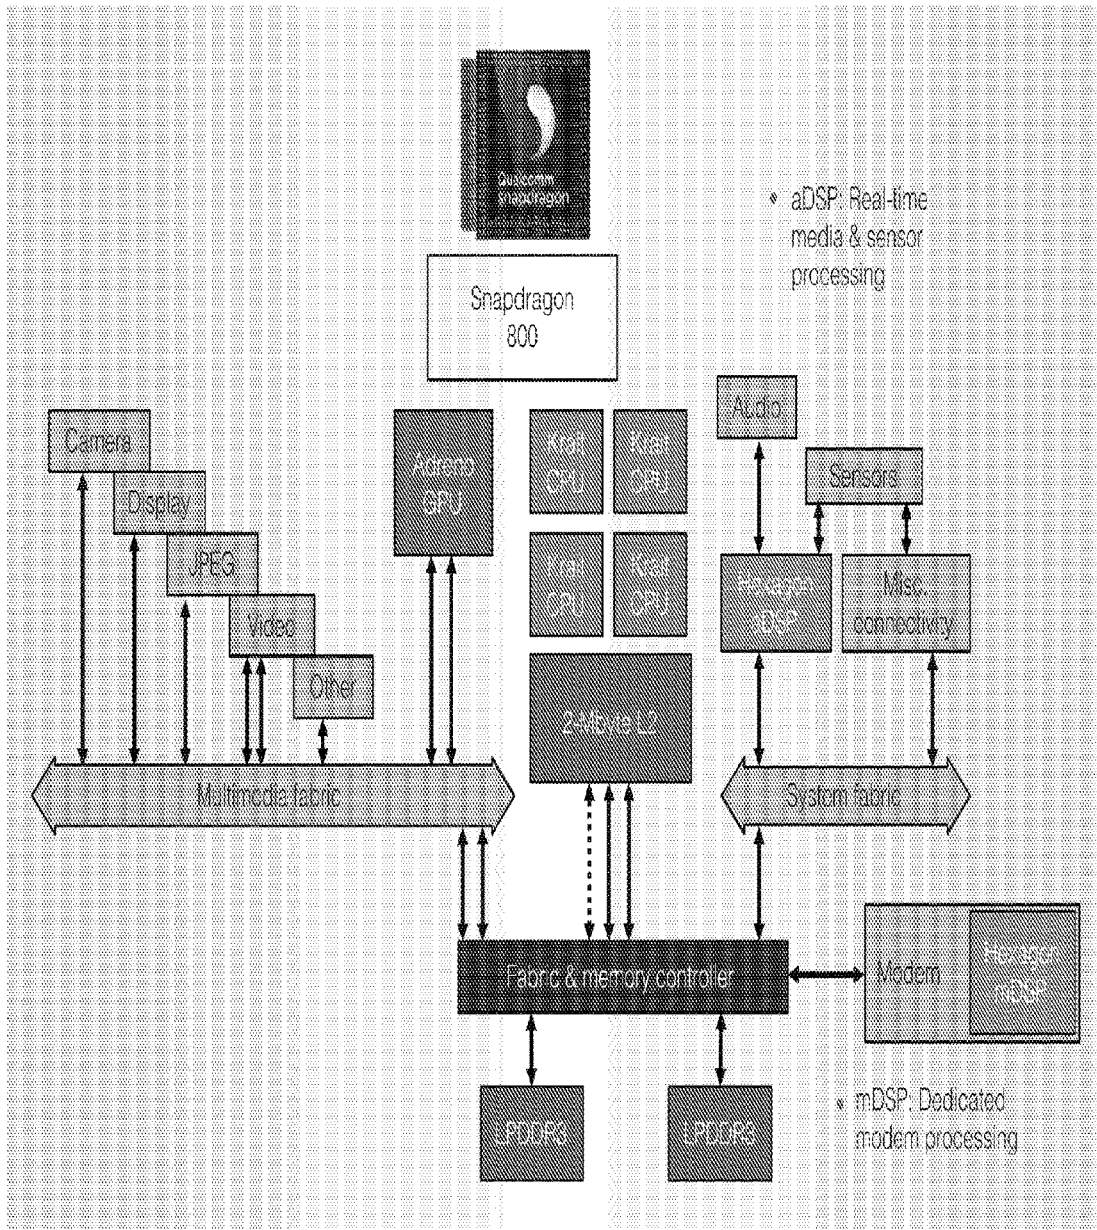 Qualcomm
snapdragon
• aDSP: Real-time
media & sensor
processing
Snapdragon
800
Camera
Display
JPEG
Video
Other
Adreno
GPU
Krait
CPU
Krait
CPU
Krait
CPU
Krait
CPU
2-Mbyte L2
Audio
Sensors
Hexagon
aDSP
Misc.
connectivity
Multimedia fabric
System fabric
Fabric & memory controller
Modem
Hexagon
mDSP
LPDDR3
LPDDR3
• mDSP: Dedicated
modem processing